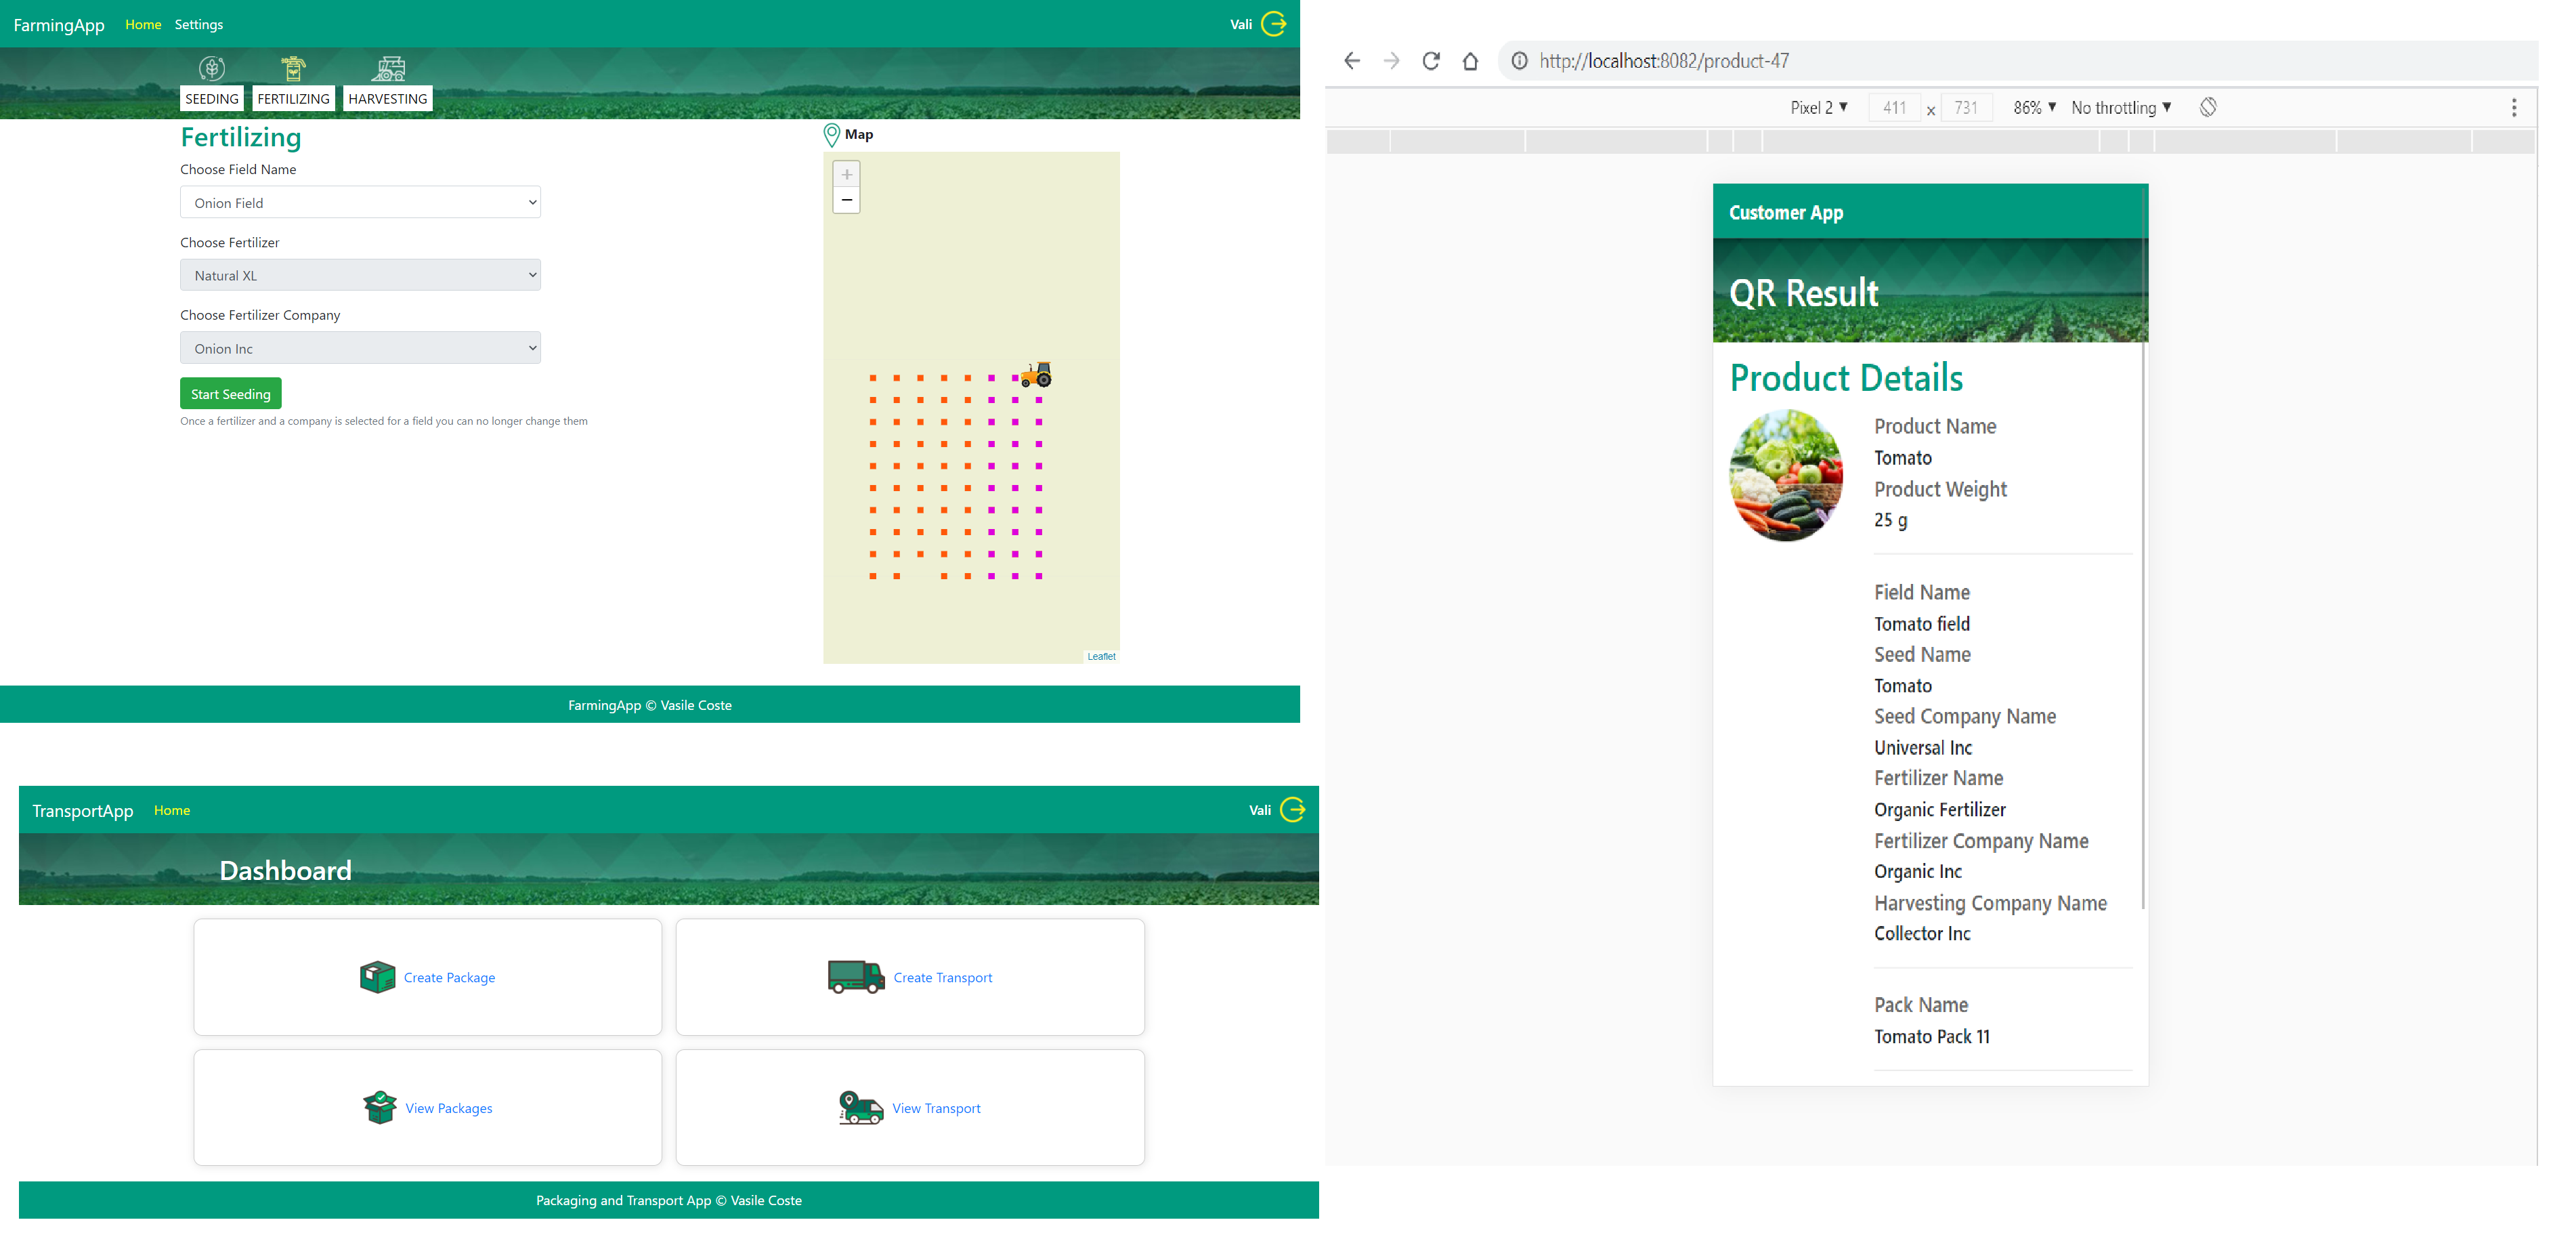 FarmingApp Home Settings Vali
SEEDING FERTILIZING HARVESTING
Fertilizing
Choose Field Name
Onion Field
Choose Fertilizer
Natural XL
Choose Fertilizer Company
Onion Inc
Start Seeding
Once a fertilizer and a company is selected for a field you can no longer change them
Map
+
−
Leaflet
FarmingApp © Vasile Coste
TransportApp Home Vali
Dashboard
Create Package Create Transport
View Packages View Transport
Packaging and Transport App © Vasile Coste
http://localhost:8082/product-47
Pixel 2 ▼ 411 x 731 86% ▼ No throttling ▼
Customer App
QR Result
Product Details
Product Name
Tomato
Product Weight
25 g
Field Name
Tomato field
Seed Name
Tomato
Seed Company Name
Universal Inc
Fertilizer Name
Organic Fertilizer
Fertilizer Company Name
Organic Inc
Harvesting Company Name
Collector Inc
Pack Name
Tomato Pack 11